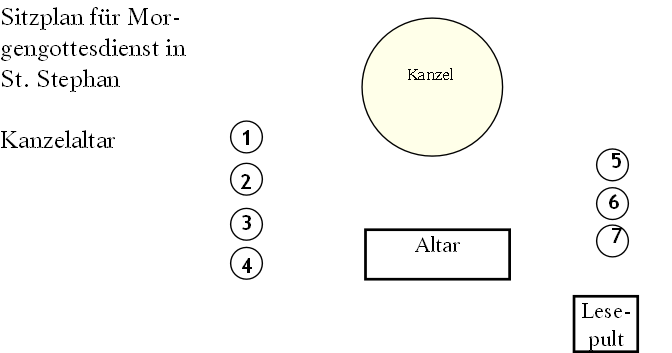 Sitzplan für Mor-
gengottesdienst in
St. Stephan
Kanzelaltar
Kanzel
1
2
3
4
Altar
5
6
7
Lese-
pult